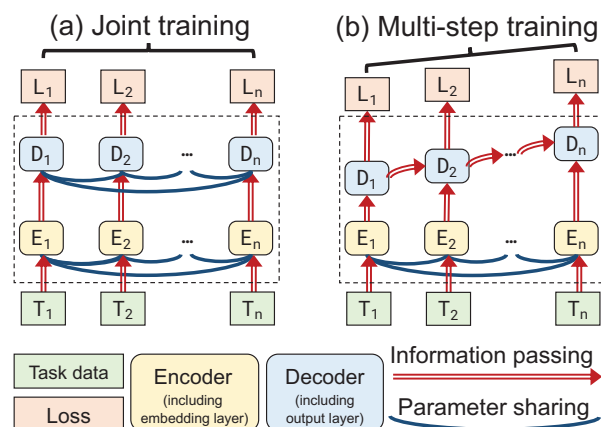 (a) Joint training
(b) Multi-step training
L1 L2 Ln
L1 L2 Ln
D1 D2 ... Dn
D1 D2 ... Dn
E1 E2 ... En
E1 E2 ... En
T1 T2 Tn
T1 T2 Tn
Task data
Loss
Encoder
(including
embedding layer)
Decoder
(including
output layer)
Information passing
Parameter sharing